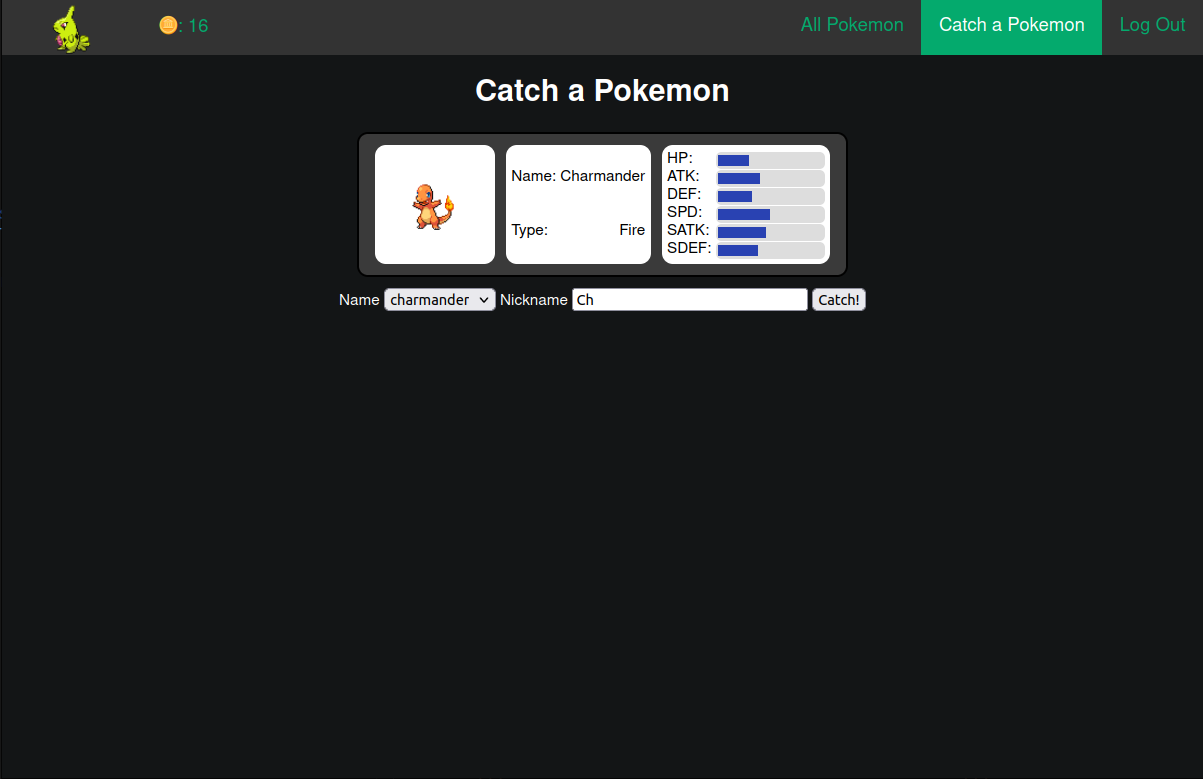 : 16
All Pokemon
Catch a Pokemon
Log Out
Catch a Pokemon
Name: Charmander
Type: Fire
HP:
ATK:
DEF:
SPD:
SATK:
SDEF:
Name charmander Nickname Ch Catch!